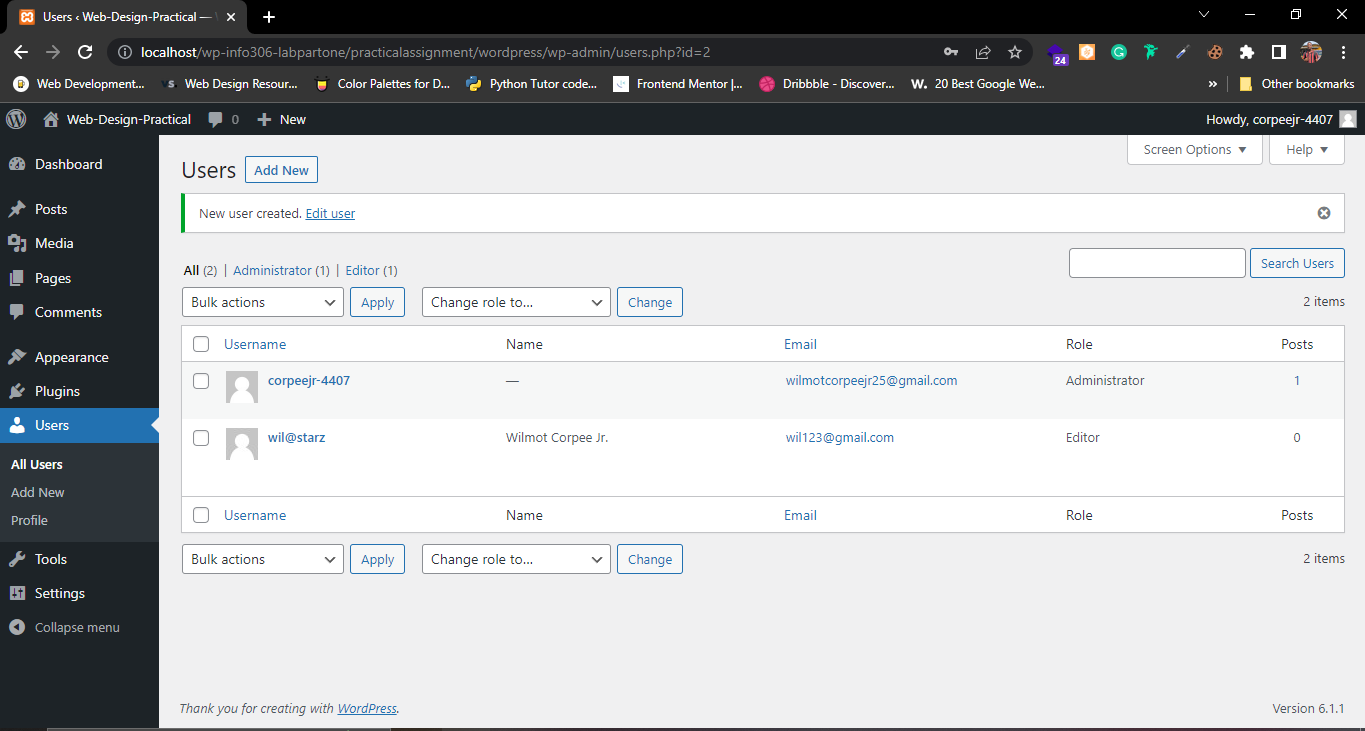 Users ‹ Web-Design-Practical —
localhost/wp-info306-labpartone/practicalassignment/wordpress/wp-admin/users.php?id=2
24
Web Development... vs. Web Design Resour... Color Palettes for D... Python Tutor code... Frontend Mentor |... Dribbble - Discover... W. 20 Best Google We... » Other bookmarks
Web-Design-Practical 0 + New Howdy, corpeejr-4407
Screen Options ▼ Help ▼
Dashboard
Posts
Media
Pages
Comments
Appearance
Plugins
Users
All Users
Add New
Profile
Tools
Settings
Collapse menu
Users Add New
New user created. Edit user
All (2) | Administrator (1) | Editor (1)
Search Users
Bulk actions Apply Change role to... Change 2 items
Username Name Email Role Posts
corpeejr-4407 — wilmotcorpeejr25@gmail.com Administrator 1
wil@starz Wilmot Corpee Jr. wil123@gmail.com Editor 0
Username Name Email Role Posts
Bulk actions Apply Change role to... Change 2 items
Thank you for creating with WordPress. Version 6.1.1